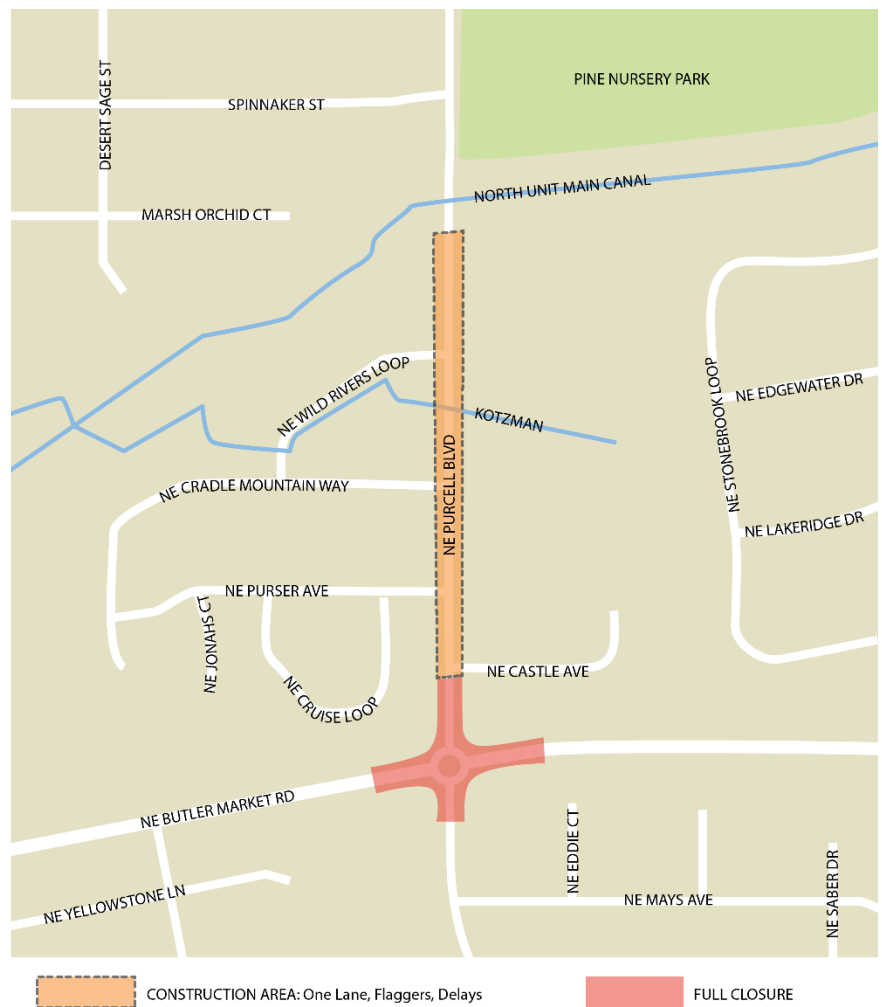 PINE NURSERY PARK
DESERT SAGE ST
SPINNAKER ST
NORTH UNIT MAIN CANAL
MARSH ORCHID CT
NE WILD RIVERS LOOP
NE STONEBROOK LOOP
NE EDGEWATER DR
KOTZMAN
NE PURCELL BLVD
NE CRADLE MOUNTAIN WAY
NE LAKERIDGE DR
NE PURSER AVE
NE JONAHS CT
NE CRUISE LOOP
NE CASTLE AVE
NE BUTLER MARKET RD
NE EDDIE CT
NE YELLOWSTONE LN
NE MAYS AVE
NE SABER DR
CONSTRUCTION AREA: One Lane, Flaggers, Delays
FULL CLOSURE